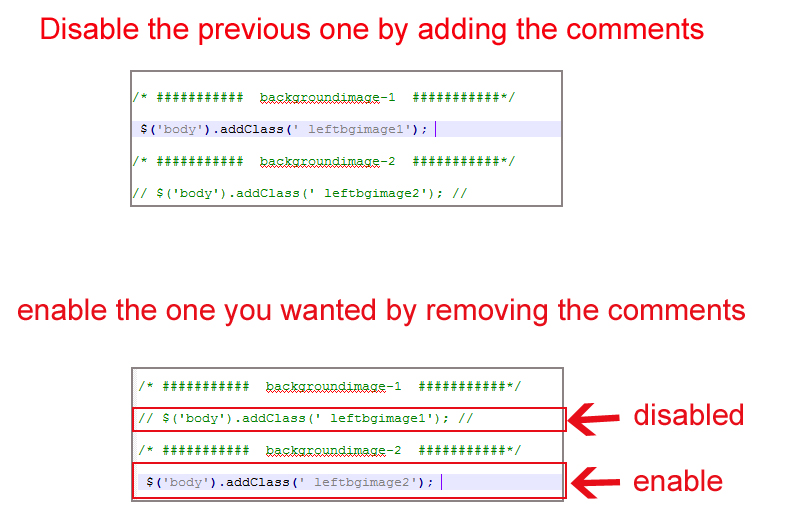 Disable the previous one by adding the comments
/* ########### backgroundimage-1 ###########*/
$('body').addClass(' leftbgimage1');
/* ########### backgroundimage-2 ###########*/
// $('body').addClass(' leftbgimage2'); //
enable the one you wanted by removing the comments
/* ########### backgroundimage-1 ###########*/
// $('body').addClass(' leftbgimage1'); //
disabled
/* ########### backgroundimage-2 ###########*/
$('body').addClass(' leftbgimage2');
enable